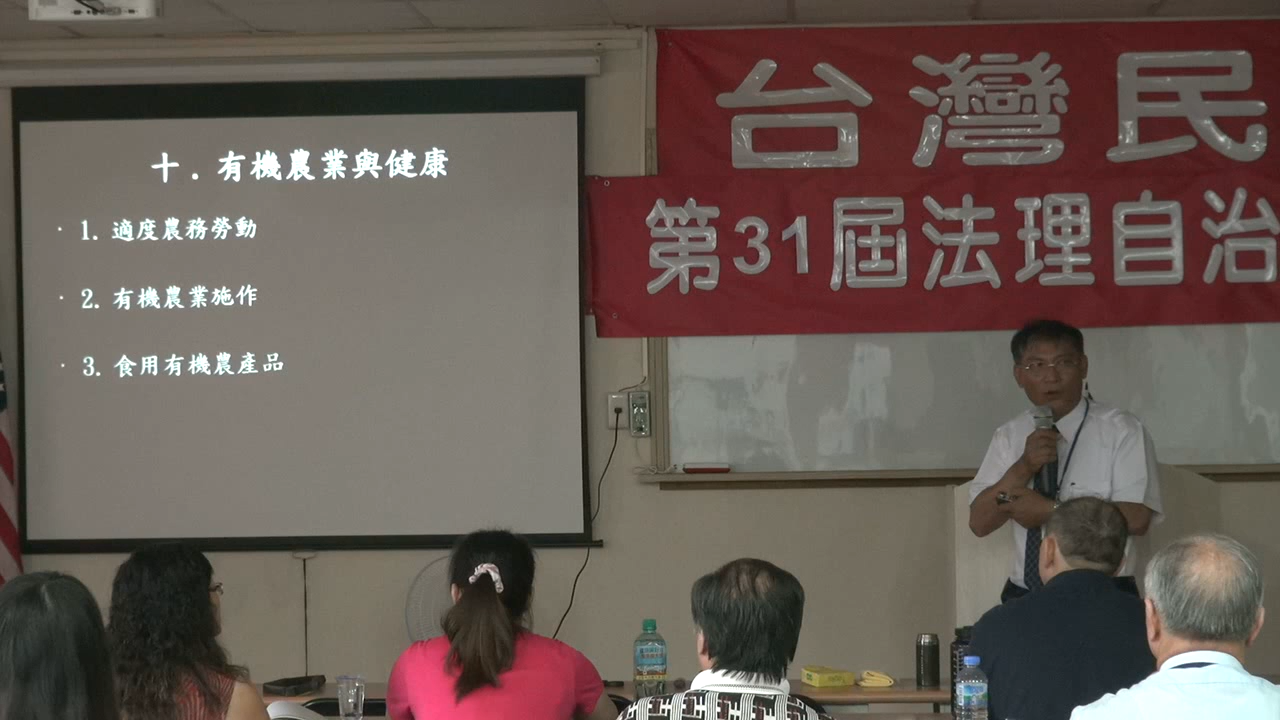 十. 有機農業與健康
· 1. 適度農務勞動
· 2. 有機農業施作
· 3. 食用有機農產品
台灣民
第31屆法理自治